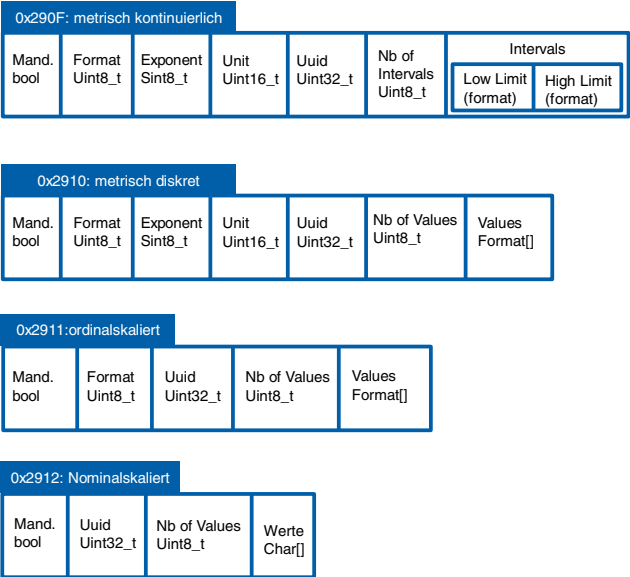 0x290F: metrisch kontinuierlich
Mand.
bool
Format
Uint8_t
Exponent
Sint8_t
Unit
Uint16_t
Uuid
Uint32_t
Nb of
Intervals
Uint8_t
Intervals
Low Limit
(format)
High Limit
(format)
0x2910: metrisch diskret
Mand.
bool
Format
Uint8_t
Exponent
Sint8_t
Unit
Uint16_t
Uuid
Uint32_t
Nb of Values
Uint8_t
Values
Format[]
0x2911:ordinalskaliert
Mand.
bool
Format
Uint8_t
Uuid
Uint32_t
Nb of Values
Uint8_t
Values
Format[]
0x2912: Nominalskaliert
Mand.
bool
Uuid
Uint32_t
Nb of Values
Uint8_t
Werte
Char[]